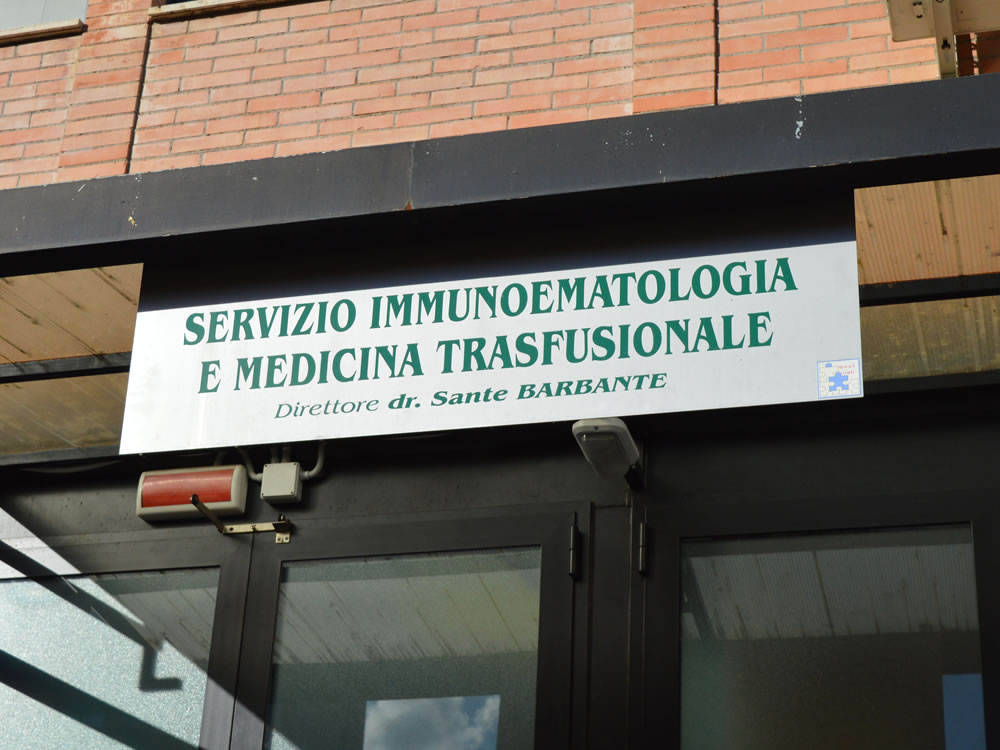 SERVIZIO IMMUNOEMATOLOGIA
E MEDICINA TRASFUSIONALE
Direttore dr. Sante BARBANTE